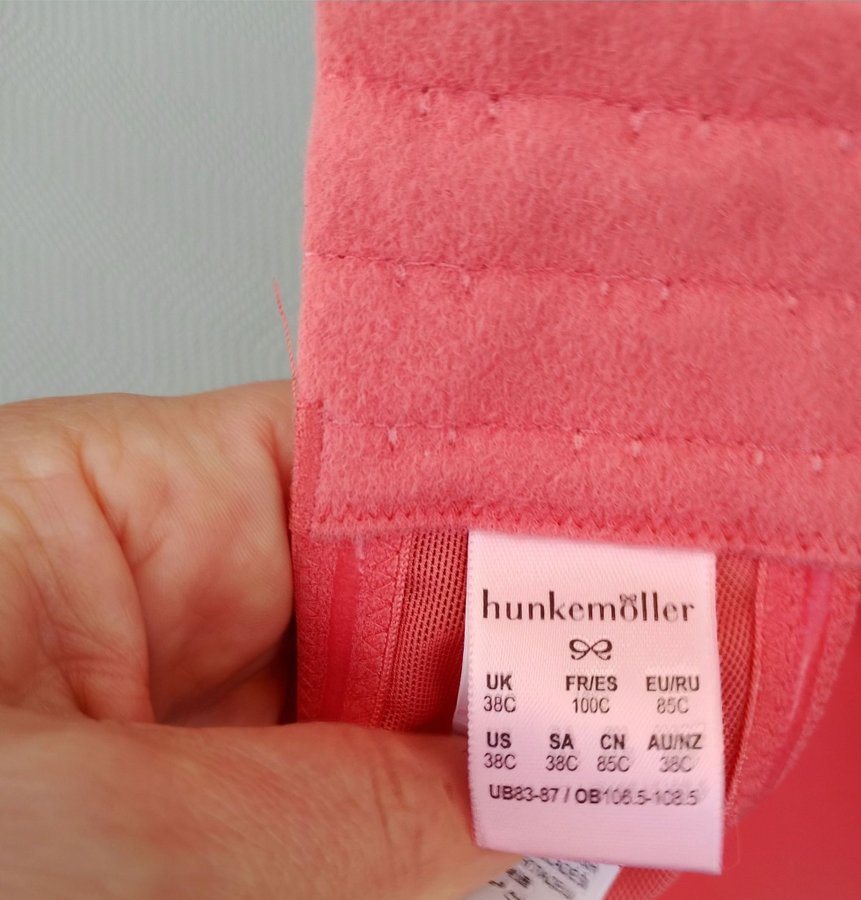 hunkemöller
UK FR/ES EU/RU
38C 100C 85C
US SA CN AU/NZ
38C 38C 85C 38C
UB83-87 / OB106.5-108.5